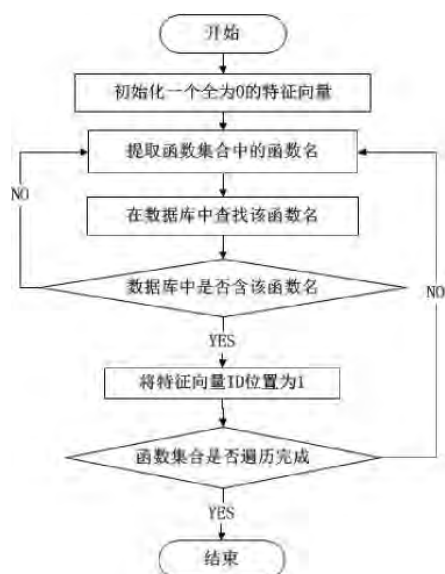 开始
初始化一个全为0的特征向量
提取函数集合中的函数名
NO
在数据库中查找该函数名
数据库中是否含该函数名
NO
YES
将特征向量ID位置为1
函数集合是否遍历完成
YES
结束